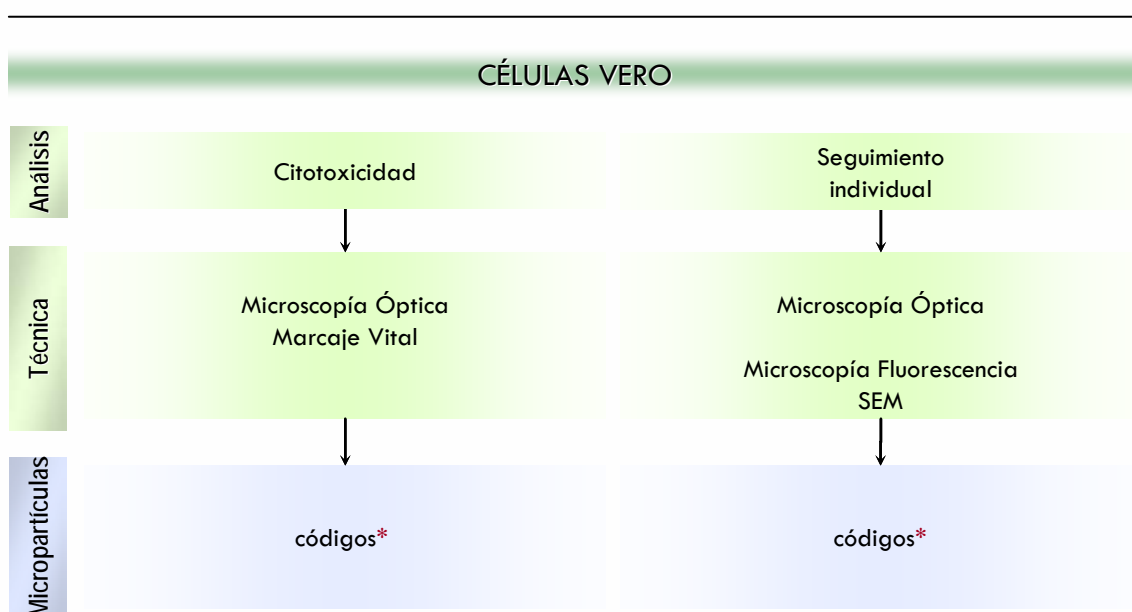 CÉLULAS VERO
Análisis
Citotoxicidad
Seguimiento
individual
Técnica
Microscopía Óptica
Marcaje Vital
Microscopía Óptica
Microscopía Fluorescencia
SEM
Micropartículas
códigos*
códigos*